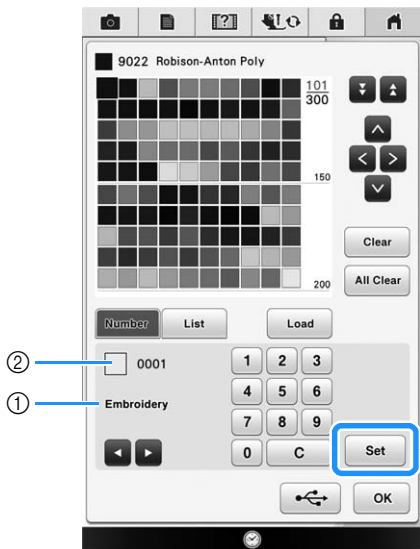 9022 Robison-Anton Poly
101
300
150
200
Clear
All Clear
Number List Load
② 0001 1 2 3
① Embroidery 4 5 6
7 8 9
0 C Set
OK